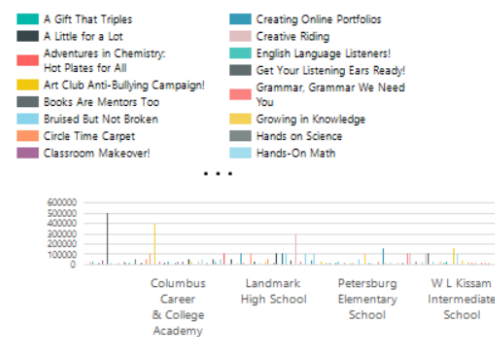 A Gift That Triples
A Little for a Lot
Adventures in Chemistry:
Hot Plates for All
Art Club Anti-Bullying Campaign!
Books Are Mentors Too
Bruised But Not Broken
Circle Time Carpet
Classroom Makeover!
Creating Online Portfolios
Creative Riding
English Language Listeners!
Get Your Listening Ears Ready!
Grammar, Grammar We Need
You
Growing in Knowledge
Hands on Science
Hands-On Math
• • •
600000
500000
400000
300000
200000
100000
0
Columbus
Career
& College
Academy
Landmark
High School
Petersburg
Elementary
School
W L Kissam
Intermediate
School